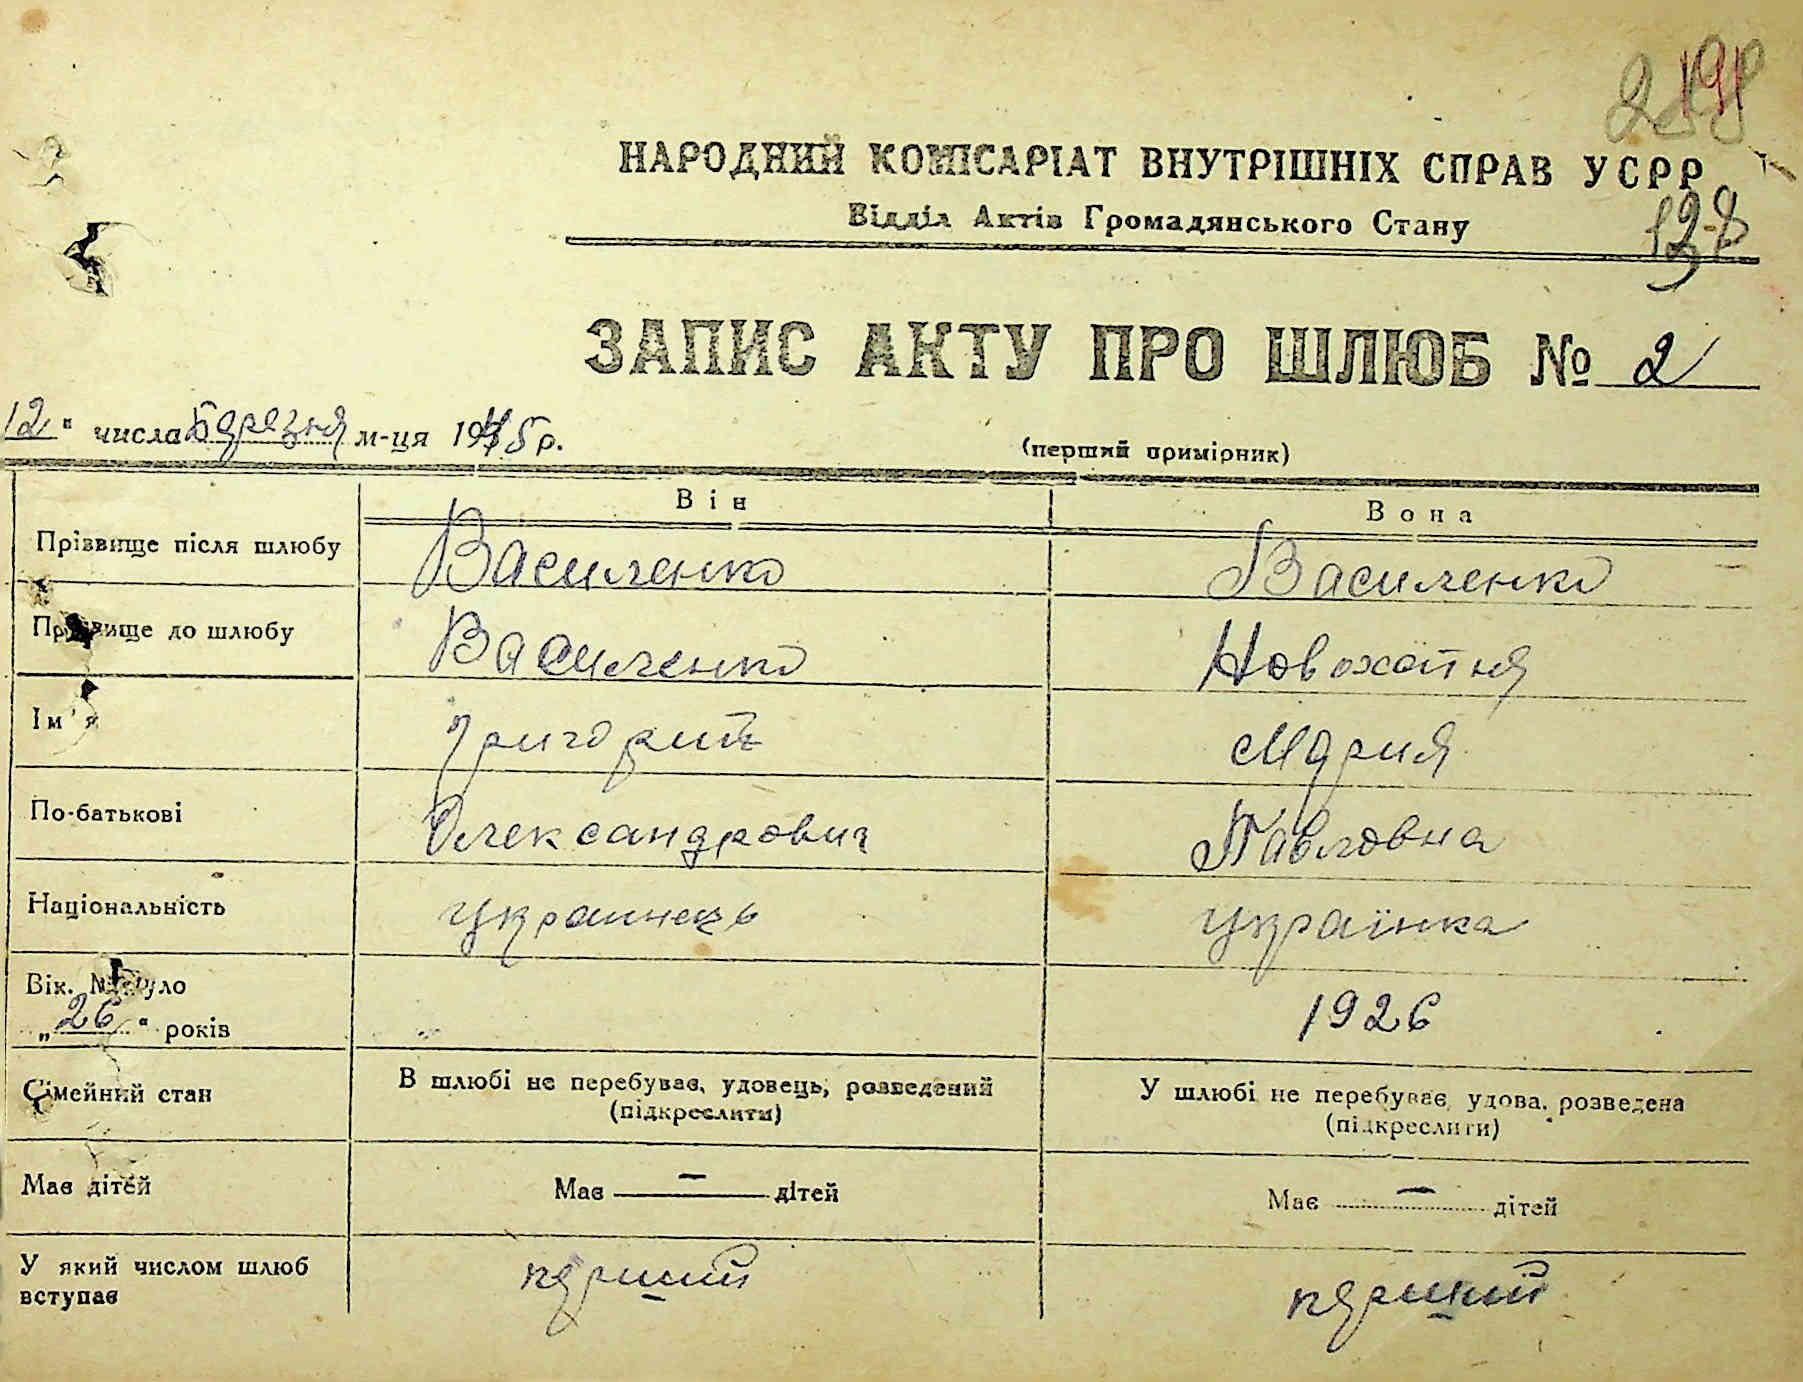 191
НАРОДНИЙ КОМІСАРІАТ ВНУТРІШНІХ СПРАВ УСРР
Відділ Актів Громадянського Стану
ЗАПИС АКТУ ПРО ШЛЮБ № 2
12" числа Березня м-ця 1945 р.
(перший примірник)
Він Вона
Прізвище після шлюбу Василенко Василенко
Прізвище до шлюбу Василенко Новохатня
Ім'я Григорий Мария
По-батькові Олександрович Павловна
Національність украинець українка
Вік. Минуло
„26" років 1926
Сімейний стан В шлюбі не перебуває, удовець, розведений У шлюбі не перебуває, удова, розведена
(підкреслити) (підкреслити)
Має дітей Має — дітей Має — дітей
У який числом шлюб вступає перший перший